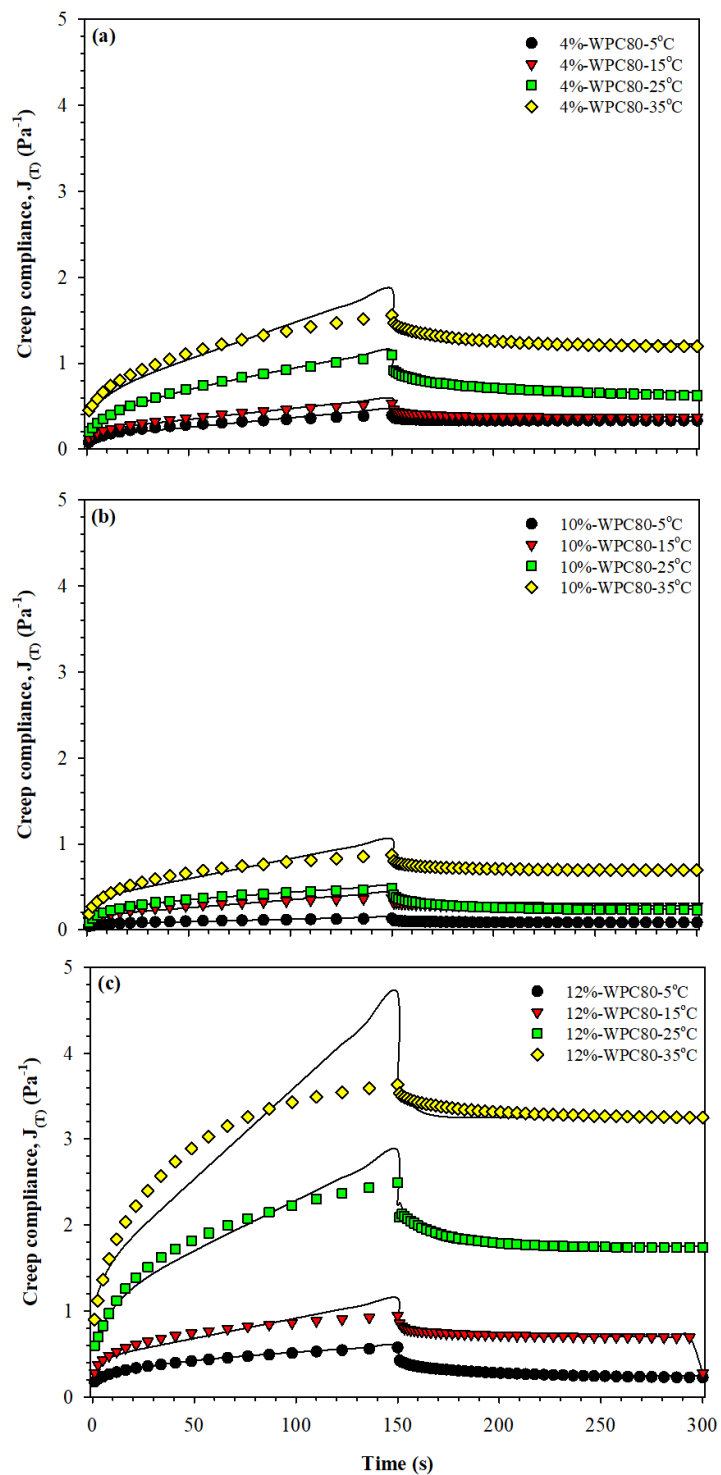 (a)
4%-WPC80-5°C
4%-WPC80-15°C
4%-WPC80-25°C
4%-WPC80-35°C
Creep compliance, J(T) (Pa-1)
5
4
3
2
1
0
(b)
10%-WPC80-5°C
10%-WPC80-15°C
10%-WPC80-25°C
10%-WPC80-35°C
Creep compliance, J(T) (Pa-1)
5
4
3
2
1
0
(c)
12%-WPC80-5°C
12%-WPC80-15°C
12%-WPC80-25°C
12%-WPC80-35°C
Creep compliance, J(T) (Pa-1)
5
4
3
2
1
0
0 50 100 150 200 250 300
Time (s)